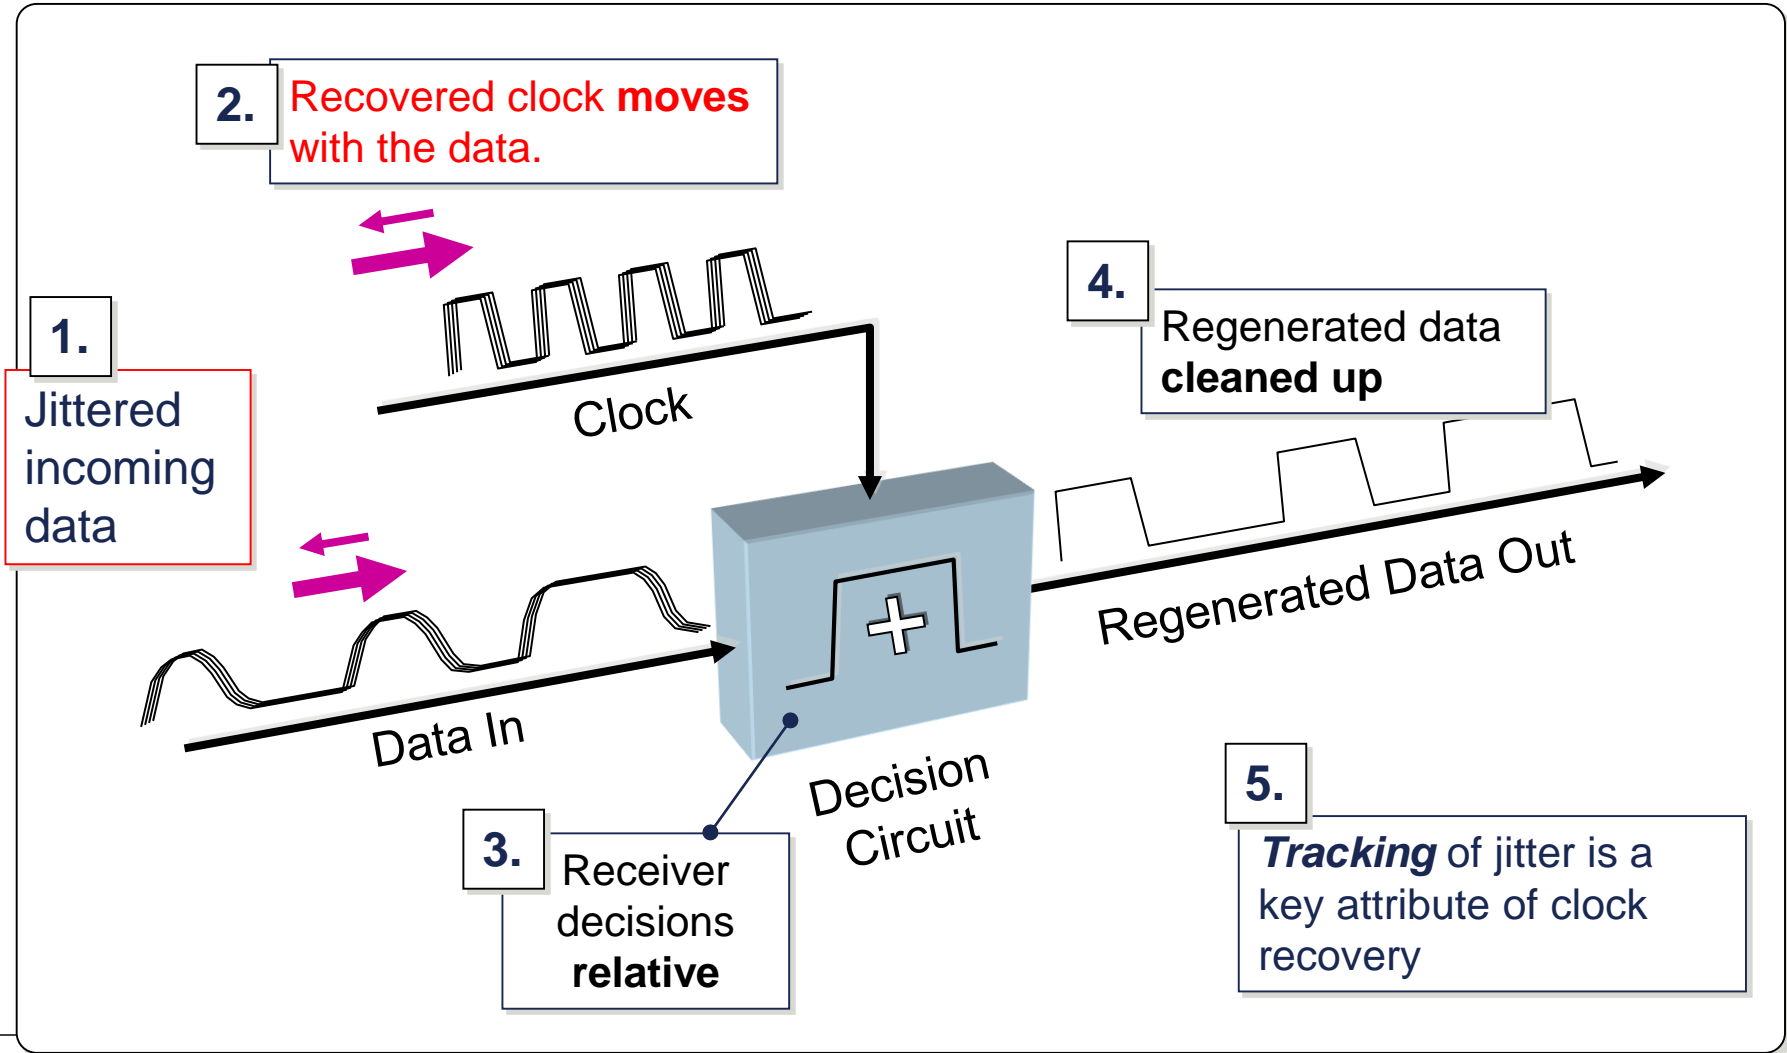 2.
Recovered clock moves
with the data.
1.
Jittered
incoming
data
Clock
4.
Regenerated data
cleaned up
Data In
Regenerated Data Out
3.
Receiver
decisions
relative
Decision
Circuit
5.
Tracking of jitter is a
key attribute of clock
recovery